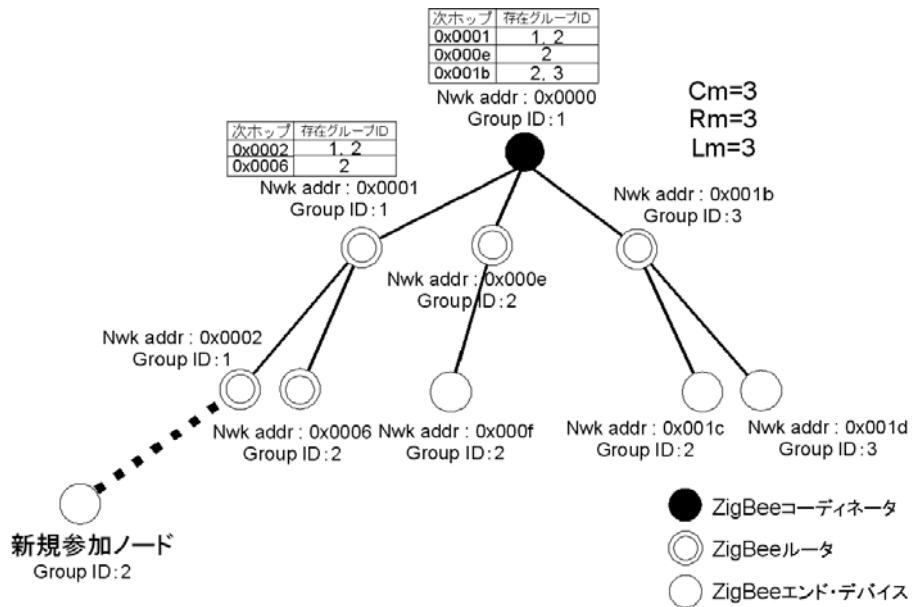 次ホップ 存在グループID
0x0001 1, 2
0x000e 2
0x001b 2, 3
Nwk addr : 0x0000
Group ID : 1
Cm=3
Rm=3
Lm=3
次ホップ 存在グループID
0x0002 1, 2
0x0006 2
Nwk addr : 0x0001
Group ID : 1
Nwk addr : 0x001b
Group ID : 3
Nwk addr : 0x000e
Group ID : 2
Nwk addr : 0x0002
Group ID : 1
Nwk addr : 0x0006
Group ID : 2
Nwk addr : 0x000f
Group ID : 2
Nwk addr : 0x001c
Group ID : 2
Nwk addr : 0x001d
Group ID : 3
新規参加ノード
Group ID : 2
ZigBeeコーディネータ
ZigBeeルータ
ZigBeeエンド・デバイス